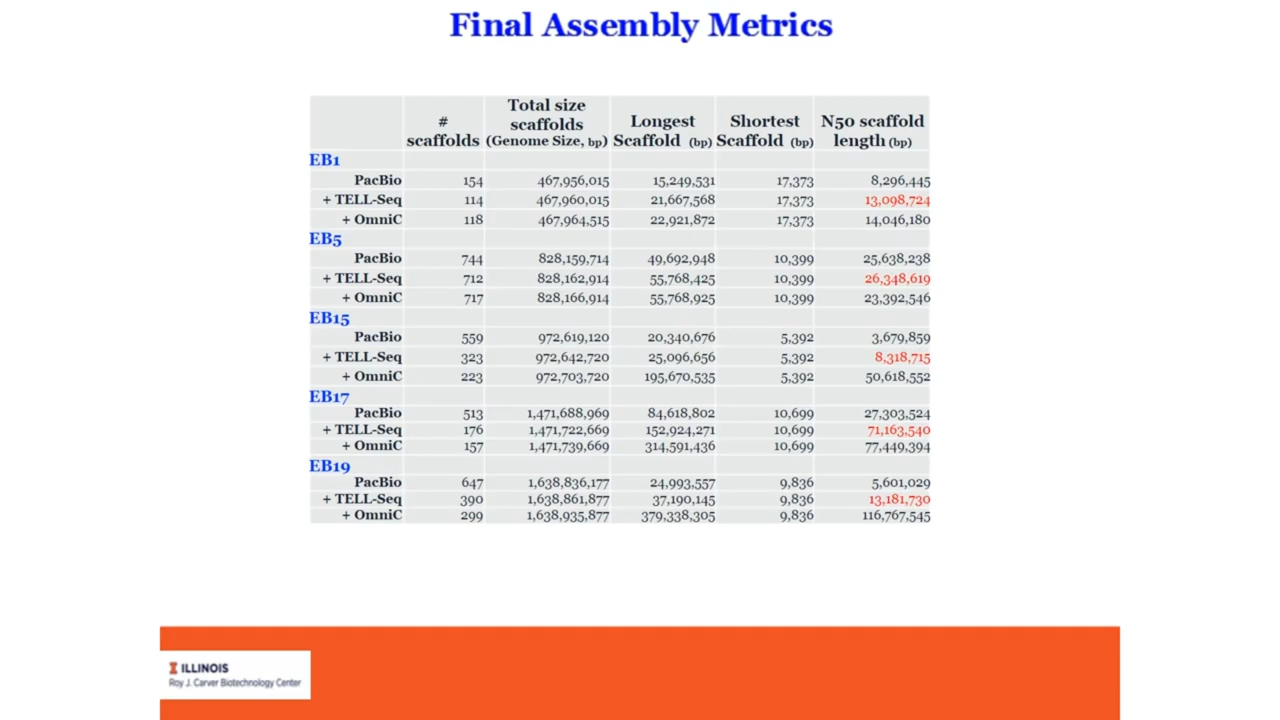 Final Assembly Metrics
# scaffolds Total size scaffolds (Genome Size, bp) Longest Scaffold (bp) Shortest Scaffold (bp) N50 scaffold length (bp)
EB1
PacBio 154 467,956,015 15,249,531 17,373 8,296,445
+ TELL-Seq 114 467,960,015 21,667,568 17,373 13,098,724
+ OmniC 118 467,964,515 22,921,872 17,373 14,046,180
EB5
PacBio 744 828,159,714 49,692,948 10,399 25,638,238
+ TELL-Seq 712 828,162,914 55,768,425 10,399 26,348,619
+ OmniC 717 828,166,914 55,768,925 10,399 23,392,546
EB15
PacBio 559 972,619,120 20,340,676 5,392 3,679,859
+ TELL-Seq 323 972,642,720 25,096,656 5,392 8,318,715
+ OmniC 223 972,703,720 195,670,535 5,392 50,618,552
EB17
PacBio 513 1,471,688,969 84,618,802 10,699 27,303,524
+ TELL-Seq 176 1,471,722,669 152,924,271 10,699 71,163,540
+ OmniC 157 1,471,739,669 314,591,436 10,699 77,449,394
EB19
PacBio 647 1,638,836,177 24,993,557 9,836 5,601,029
+ TELL-Seq 390 1,638,861,877 37,190,145 9,836 13,181,730
+ OmniC 299 1,638,935,877 379,338,305 9,836 116,767,545
I ILLINOIS
Roy J. Carver Biotechnology Center